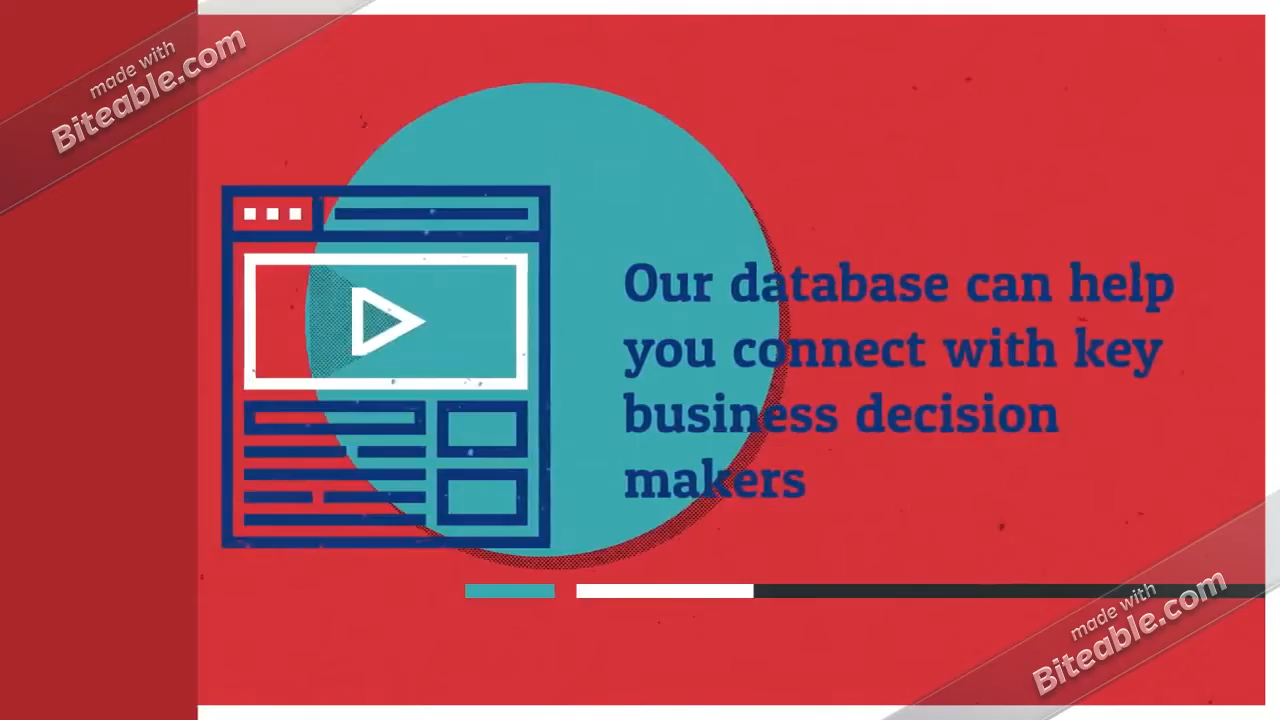 made with
Biteable.com
Our database can help
you connect with key
business decision
makers
made with
Biteable.com